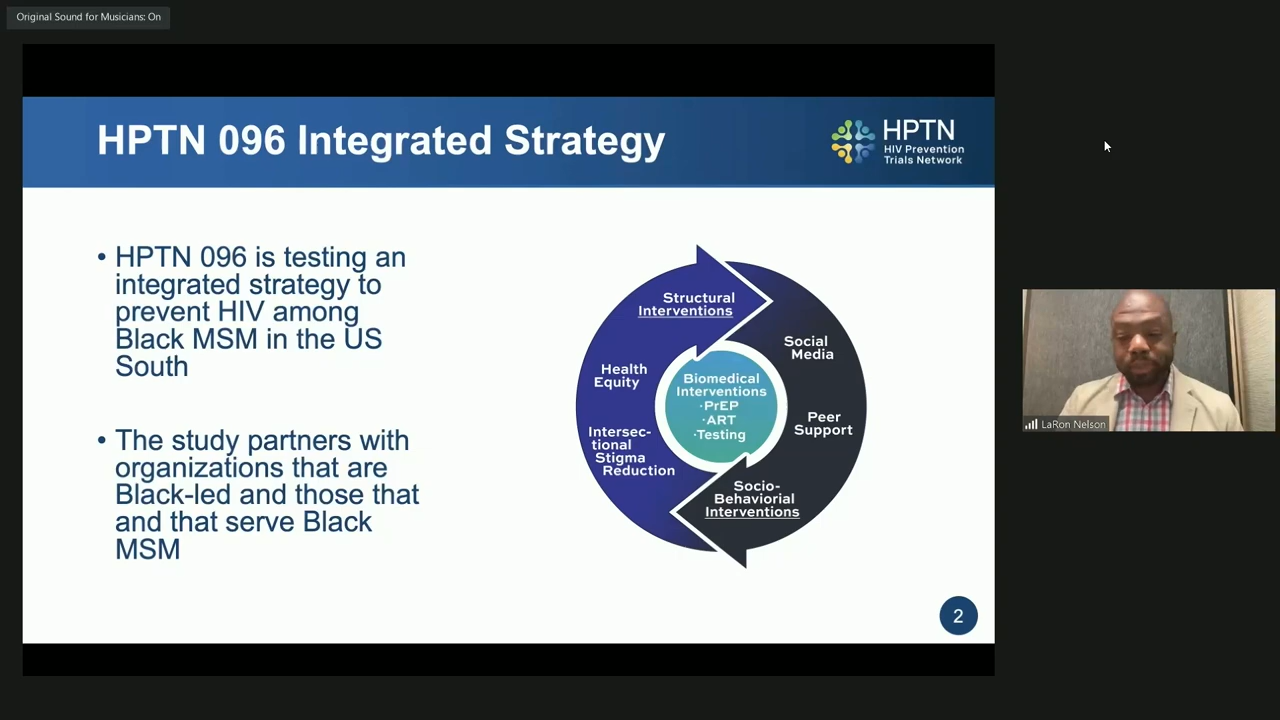 Original Sound for Musicians: On
HPTN 096 Integrated Strategy
HPTN
HIV Prevention
Trials Network
• HPTN 096 is testing an
integrated strategy to
prevent HIV among
Black MSM in the US
South
• The study partners with
organizations that are
Black-led and those that
and that serve Black
MSM
Structural
Interventions
Health
Equity
Intersec-
tional
Stigma
Reduction
Biomedical
Interventions
·PrEP
·ART
·Testing
Social
Media
Peer
Support
Socio-
Behaviorial
Interventions
2
LaRon Nelson